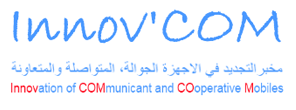 Innov'COM
مخبر التجديد في الاجهزة الجوالة، المتواصلة والمتعاونة
Innovation of COMmunicant and COoperative Mobiles